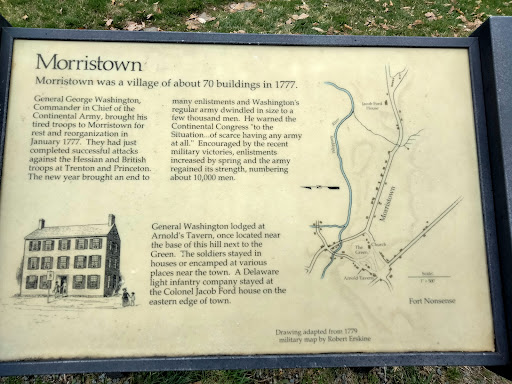 Morristown
Morristown was a village of about 70 buildings in 1777.
General George Washington,
Commander in Chief of the
Continental Army, brought his
tired troops to Morristown for
rest and reorganization in
January 1777. They had just
completed successful attacks
against the Hessian and British
troops at Trenton and Princeton.
The new year brought an end to
many enlistments and Washington's
regular army dwindled in size to a
few thousand men. He warned the
Continental Congress "to the
Situation...of scarce having any army
at all." Encouraged by the recent
military victories, enlistments
increased by spring and the army
regained its strength, numbering
about 10,000 men.
General Washington lodged at
Arnold's Tavern, once located near
the base of this hill next to the
Green. The soldiers stayed in
houses or encamped at various
places near the town. A Delaware
light infantry company stayed at
the Colonel Jacob Ford house on the
eastern edge of town.
Jacob Ford
House
Morristown
The
Green
Church
Arnold Tavern
Scale
Fort Nonsense
Drawing adapted from 1779
military map by Robert Erskine